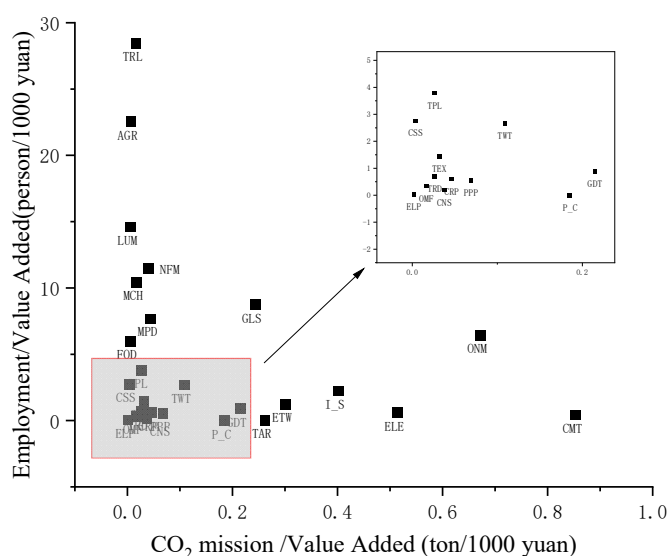 30
20
10
0
0.0
0.2
0.4
0.6
0.8
1.0
Employment/Value Added(person/1000 yuan)
CO2 mission /Value Added (ton/1000 yuan)
TRL
AGR
LUM
NFM
MCH
MPD
FOD
GLS
ONM
TAR
ETW
I_S
ELE
CMT
CSS
TPL
TWT
GDT
P_C
ELP
CNS
5
4
3
2
1
0
-1
-2
0.0
0.2
TPL
CSS
TWT
TEX
TRD
CRP
PPP
OMF
CNS
ELP
GDT
P_C